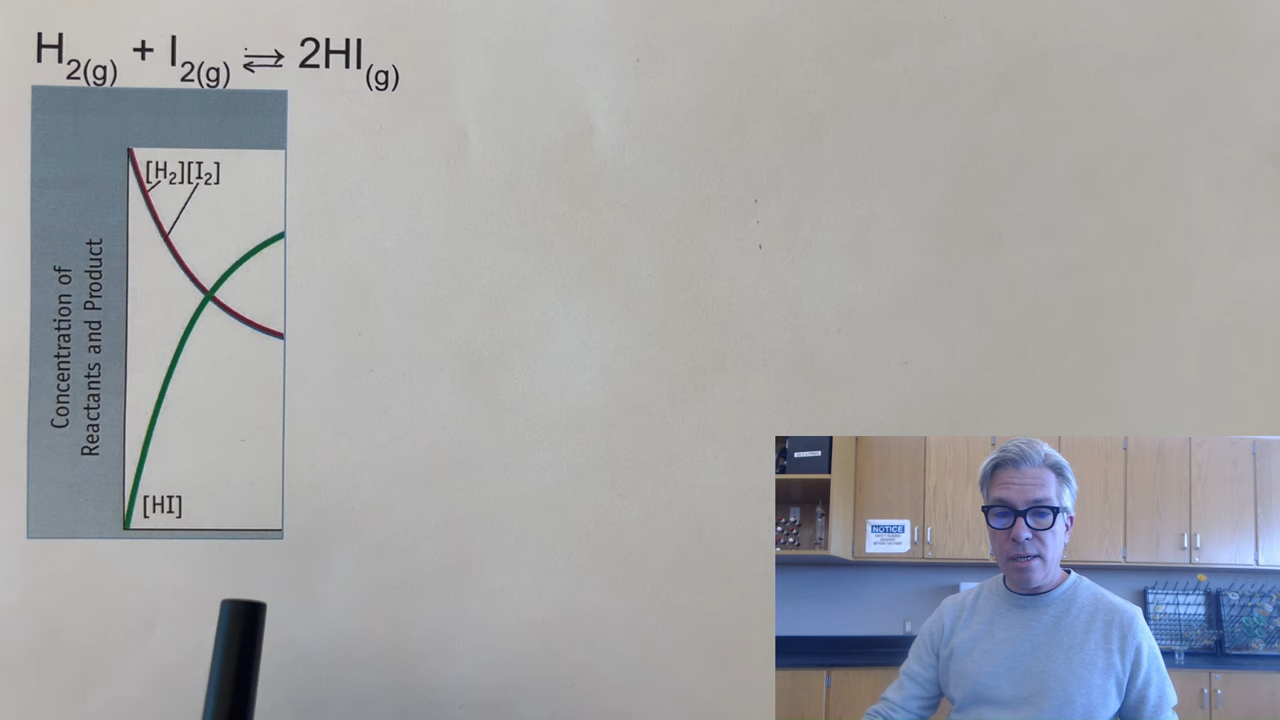 H2(g) + I2(g) ⇌ 2HI(g)
[H2][I2]
Concentration of
Reactants and Product
[HI]
NOTICE